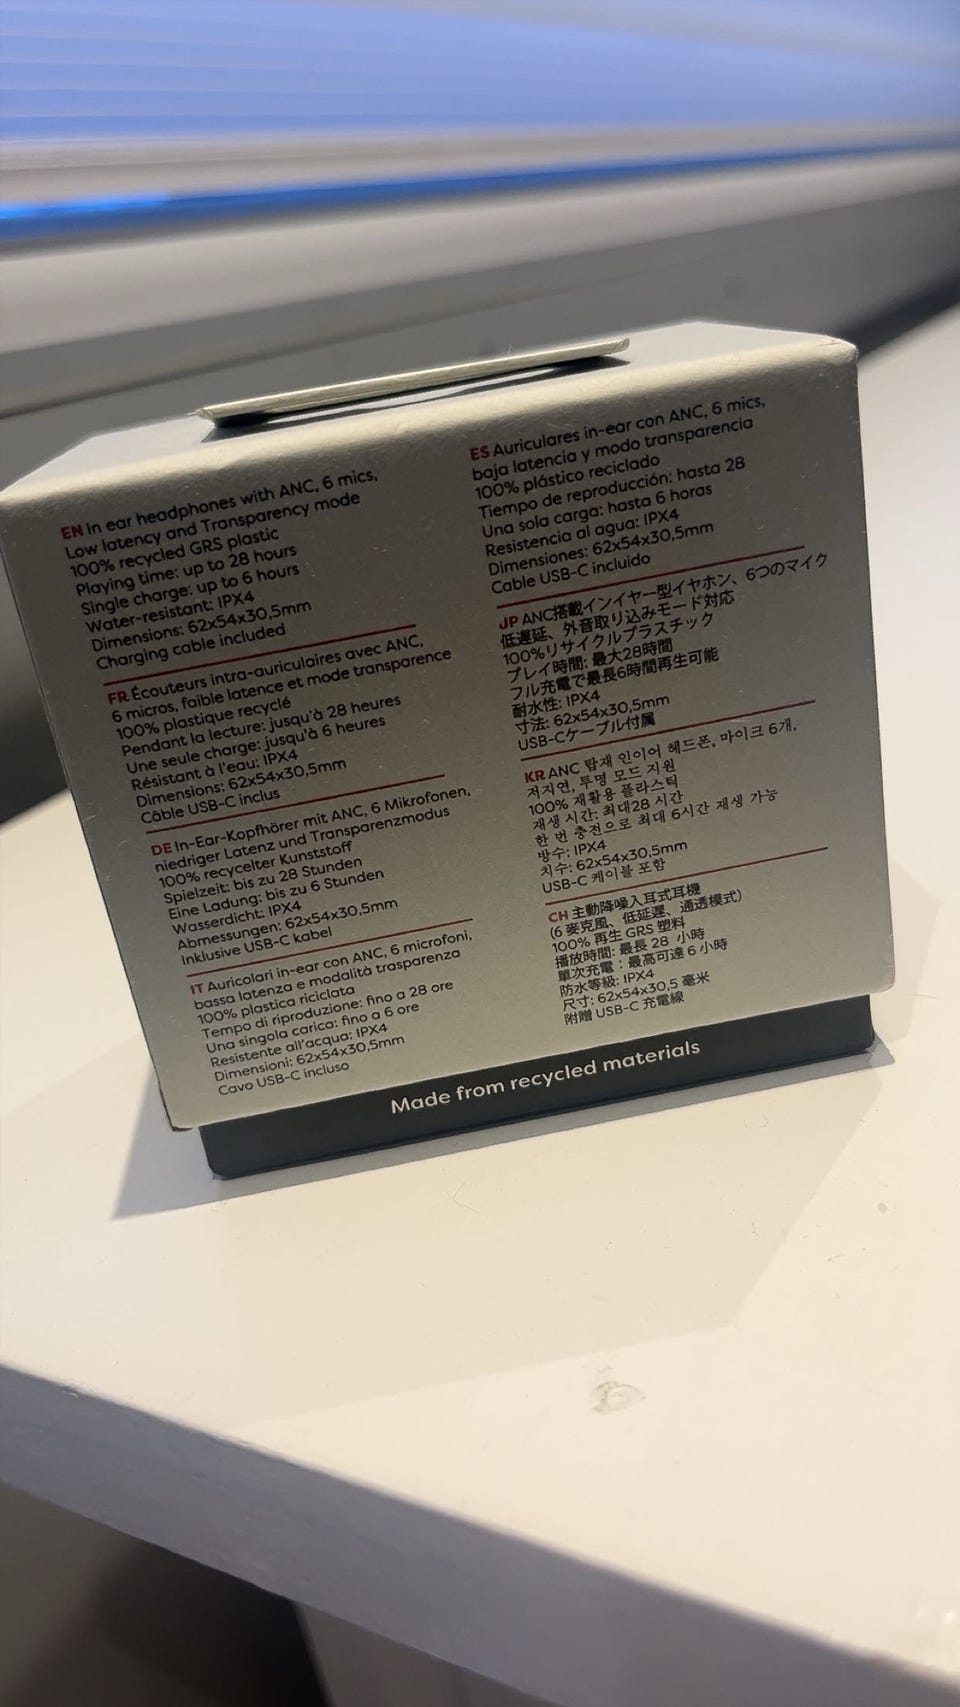 EN In ear headphones with ANC, 6 mics,
Low latency and Transparency mode
100% recycled GRS plastic
Playing time: up to 28 hours
Single charge: up to 6 hours
Water-resistant: IPX4
Dimensions: 62x54x30,5mm
Charging cable included
FR Écouteurs intra-auriculaires avec ANC,
6 micros, faible latence et mode transparence
100% plastique recyclé
Pendant la lecture: jusqu'à 28 heures
Une seule charge: jusqu'à 6 heures
Résistant à l'eau: IPX4
Dimensions: 62x54x30,5mm
Câble USB-C inclus
DE In-Ear-Kopfhörer mit ANC, 6 Mikrofonen,
niedriger Latenz und Transparenzmodus
100% recycelter Kunststoff
Spielzeit: bis zu 28 Stunden
Eine Ladung: bis zu 6 Stunden
Wasserdicht: IPX4
Abmessungen: 62x54x30,5mm
Inklusive USB-C kabel
IT Auricolari in-ear con ANC, 6 microfoni,
bassa latenza e modalità trasparenza
100% plastica riciclata
Tempo di riproduzione: fino a 28 ore
Una singola carica: fino a 6 ore
Resistente all'acqua: IPX4
Dimensioni: 62x54x30,5mm
Cavo USB-C incluso
ES Auriculares in-ear con ANC, 6 mics,
baja latencia y modo transparencia
100% plástico reciclado
Tiempo de reproducción: hasta 28
Una sola carga: hasta 6 horas
Resistencia al agua: IPX4
Dimensiones: 62x54x30,5mm
Cable USB-C incluido
JP ANC搭載インイヤー型イヤホン、6つのマイク
低遅延、外音取り込みモード対応
100%リサイクルプラスチック
プレイ時間: 最大28時間
フル充電で最長6時間再生可能
耐水性: IPX4
寸法: 62x54x30,5mm
USB-Cケーブル付属
KR ANC 탑재 인이어 헤드폰, 마이크 6개,
저지연, 투명 모드 지원
100% 재활용 플라스틱
재생 시간: 최대28 시간
한 번 충전으로 최대 6시간 재생 가능
방수: IPX4
치수: 62x54x30,5mm
USB-C 케이블 포함
CH 主動降噪入耳式耳機
(6 麥克風、低延遲、通透模式)
100% 再生 GRS 塑料
播放時間: 最長 28 小時
單次充電：最高可達 6 小時
防水等級: IPX4
尺寸: 62x54x30,5 毫米
附贈 USB-C 充電線
Made from recycled materials